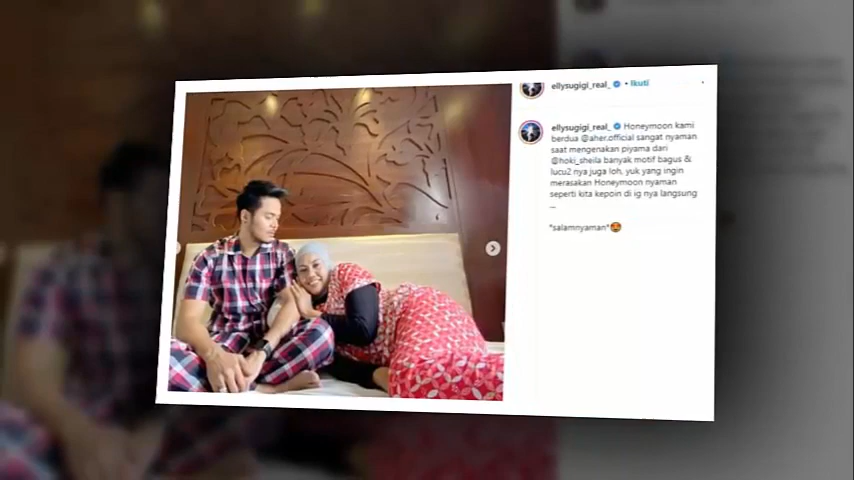 ellysugigi_real_ • Ikuti
ellysugigi_real_ Honeymoon kami
berdua @aher.official sangat nyaman
saat mengenakan piyama dari
@hoki_sheila banyak motif bagus &
lucu2 nya juga loh, yuk yang ingin
merasakan Honeymoon nyaman
seperti kita kepoin di ig nya langsung
...
*salamnyaman*🤩